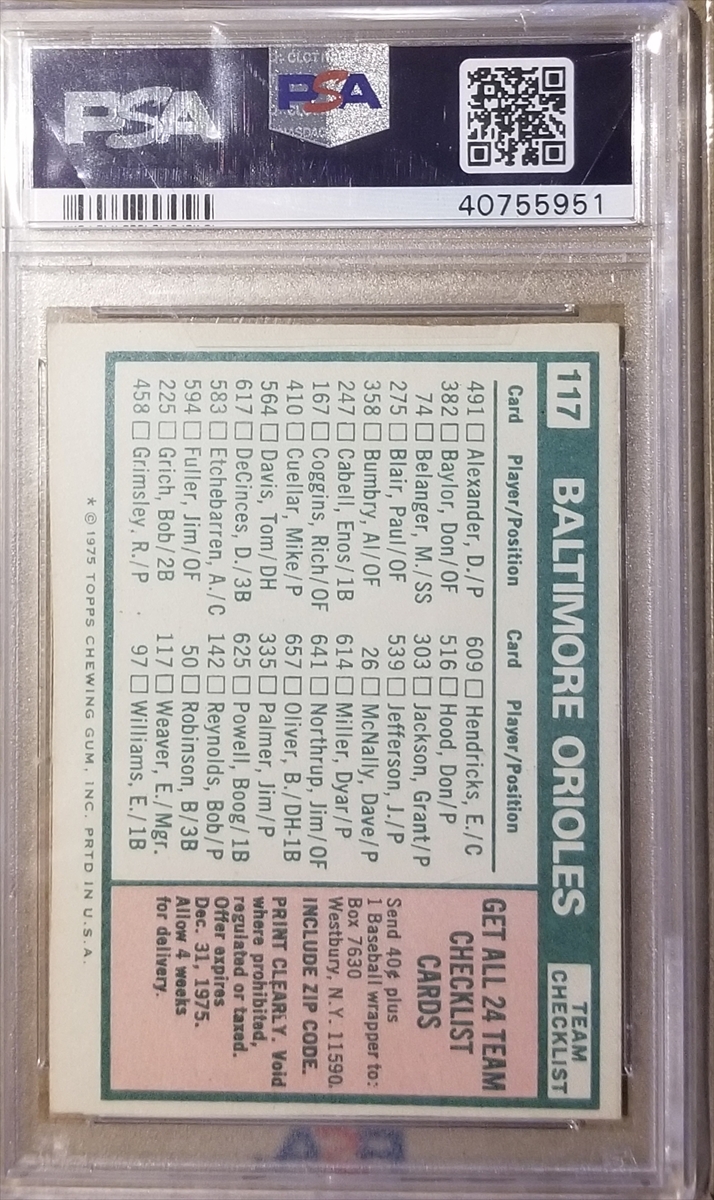 PSA
PSA
40755951
117 BALTIMORE ORIOLES TEAM CHECKLIST
Card Player/Position Card Player/Position
491 Alexander, D./P 609 Hendricks, E./C
382 Baylor, Don/OF 516 Hood, Don/P
74 Belanger, M./SS 303 Jackson, Grant/P
275 Blair, Paul/OF 539 Jefferson, J./P
358 Bumbry, Al/OF 26 McNally, Dave/P
247 Cabell, Enos/1B 614 Miller, Dyar/P
167 Coggins, Rich/OF 641 Northrup, Jim/OF
410 Cuellar, Mike/P 657 Oliver, B./DH-1B
564 Davis, Tom/DH 335 Palmer, Jim/P
617 DeCinces, D./3B 625 Powell, Boog/1B
583 Etchebarren, A./C 142 Reynolds, Bob/P
594 Fuller, Jim/OF 50 Robinson, B/3B
225 Grich, Bob/2B 117 Weaver, E./Mgr.
458 Grimsley, R./P 97 Williams, E./1B
GET ALL 24 TEAM
CHECKLIST
CARDS
Send 40¢ plus
1 Baseball wrapper to:
Box 7630
Westbury, N.Y. 11590.
INCLUDE ZIP CODE.
PRINT CLEARLY. Void
where prohibited,
regulated or taxed.
Offer expires
Dec. 31, 1975.
Allow 4 weeks
for delivery.
* © 1975 TOPPS CHEWING GUM, INC. PRTD IN U.S.A.